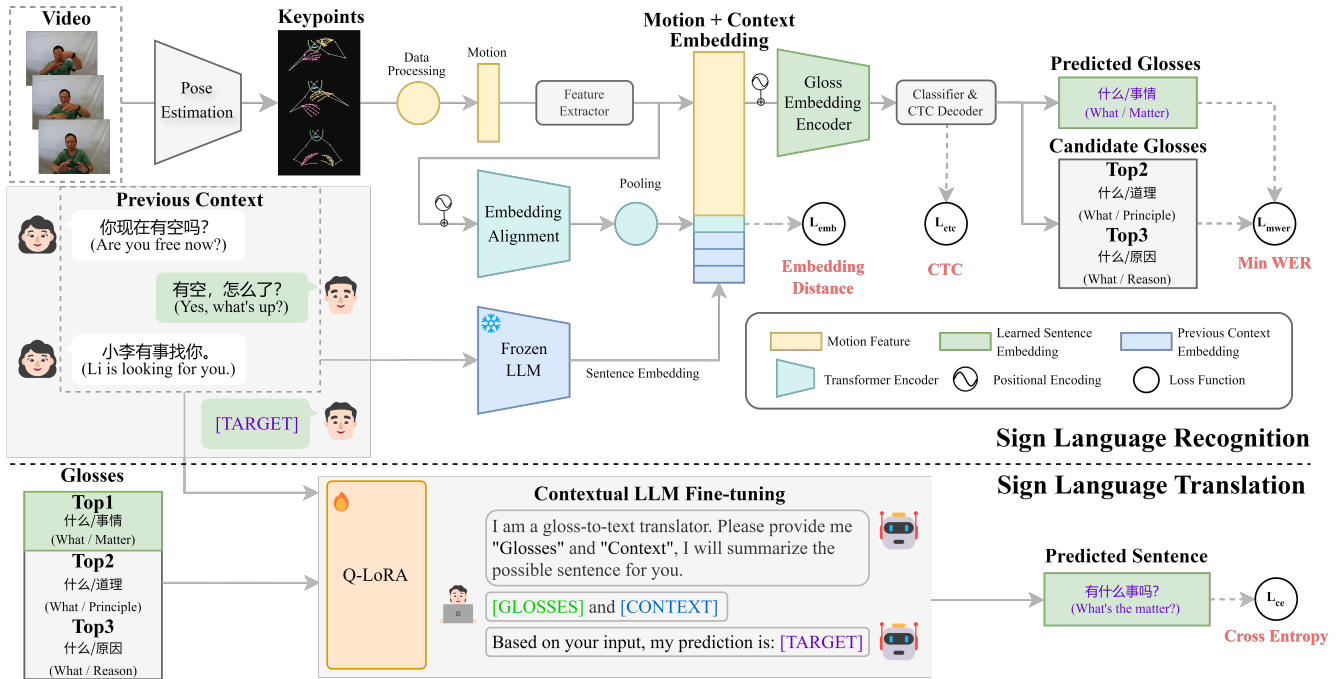 Video
Pose
Estimation
Keypoints
Data
Processing
Motion
Feature
Extractor
Motion + Context
Embedding
Gloss
Embedding
Encoder
Classifier &
CTC Decoder
Predicted Glosses
什么/事情
(What / Matter)
Candidate Glosses
Top2
什么/道理
(What / Principle)
Top3
什么/原因
(What / Reason)
Embedding
Alignment
Pooling
Lemb
Embedding
Distance
Lctc
CTC
Lmwer
Min WER
Previous Context
你现在有空吗?
(Are you free now?)
有空，怎么了?
(Yes, what's up?)
小李有事找你。
(Li is looking for you.)
[TARGET]
Frozen
LLM
Sentence Embedding
Motion Feature
Learned Sentence
Embedding
Previous Context
Embedding
Transformer Encoder
Positional Encoding
Loss Function
Sign Language Recognition
Sign Language Translation
Glosses
Top1
什么/事情
(What / Matter)
Top2
什么/道理
(What / Principle)
Top3
什么/原因
(What / Reason)
Q-LoRA
Contextual LLM Fine-tuning
I am a gloss-to-text translator. Please provide me
"Glosses" and "Context", I will summarize the
possible sentence for you.
[GLOSSES] and [CONTEXT]
Based on your input, my prediction is: [TARGET]
Predicted Sentence
有什么事吗?
(What's the matter?)
Lce
Cross Entropy